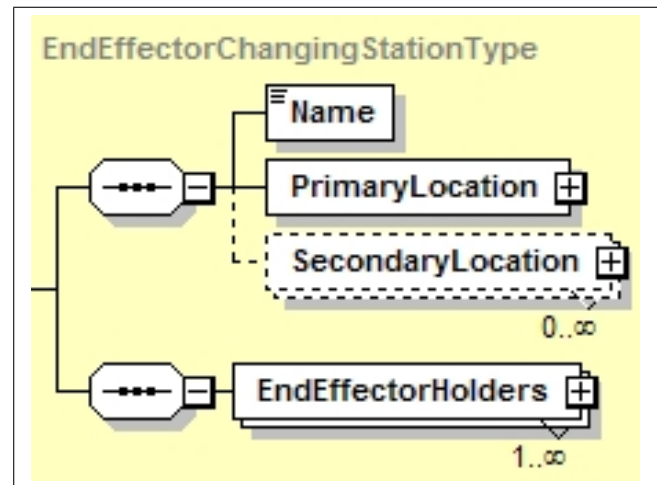 EndEffectorChangingStationType
Name
PrimaryLocation
SecondaryLocation
0..∞
EndEffectorHolders
1..∞